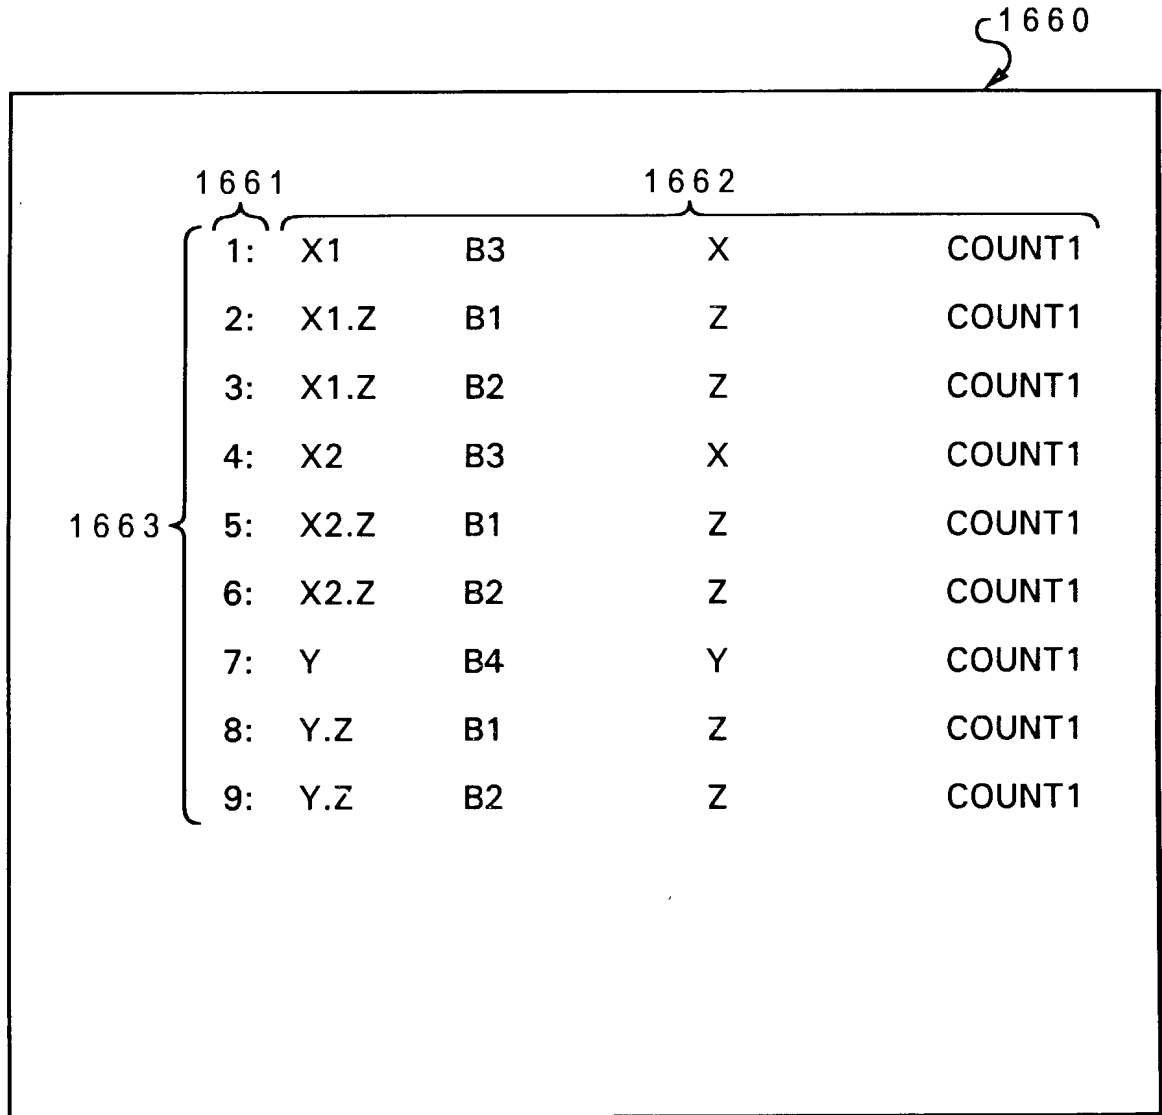 1660
1661 1662
1: X1 B3 X COUNT1
2: X1.Z B1 Z COUNT1
3: X1.Z B2 Z COUNT1
4: X2 B3 X COUNT1
1663 5: X2.Z B1 Z COUNT1
6: X2.Z B2 Z COUNT1
7: Y B4 Y COUNT1
8: Y.Z B1 Z COUNT1
9: Y.Z B2 Z COUNT1